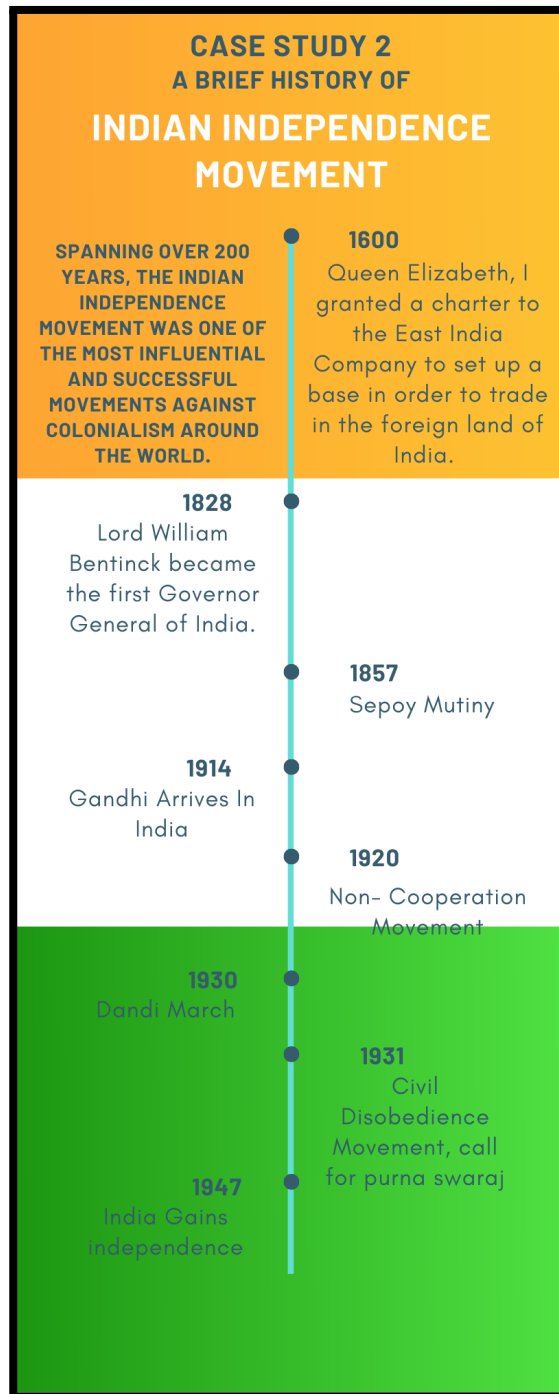 CASE STUDY 2
A BRIEF HISTORY OF
INDIAN INDEPENDENCE
MOVEMENT
SPANNING OVER 200
YEARS, THE INDIAN
INDEPENDENCE
MOVEMENT WAS ONE OF
THE MOST INFLUENTIAL
AND SUCCESSFUL
MOVEMENTS AGAINST
COLONIALISM AROUND
THE WORLD.
1600
Queen Elizabeth, I
granted a charter to
the East India
Company to set up a
base in order to trade
in the foreign land of
India.
1828
Lord William
Bentinck became
the first Governor
General of India.
1857
Sepoy Mutiny
1914
Gandhi Arrives In
India
1920
Non- Cooperation
Movement
1930
Dandi March
1931
Civil
Disobedience
Movement, call
for purna swaraj
1947
India Gains
independence